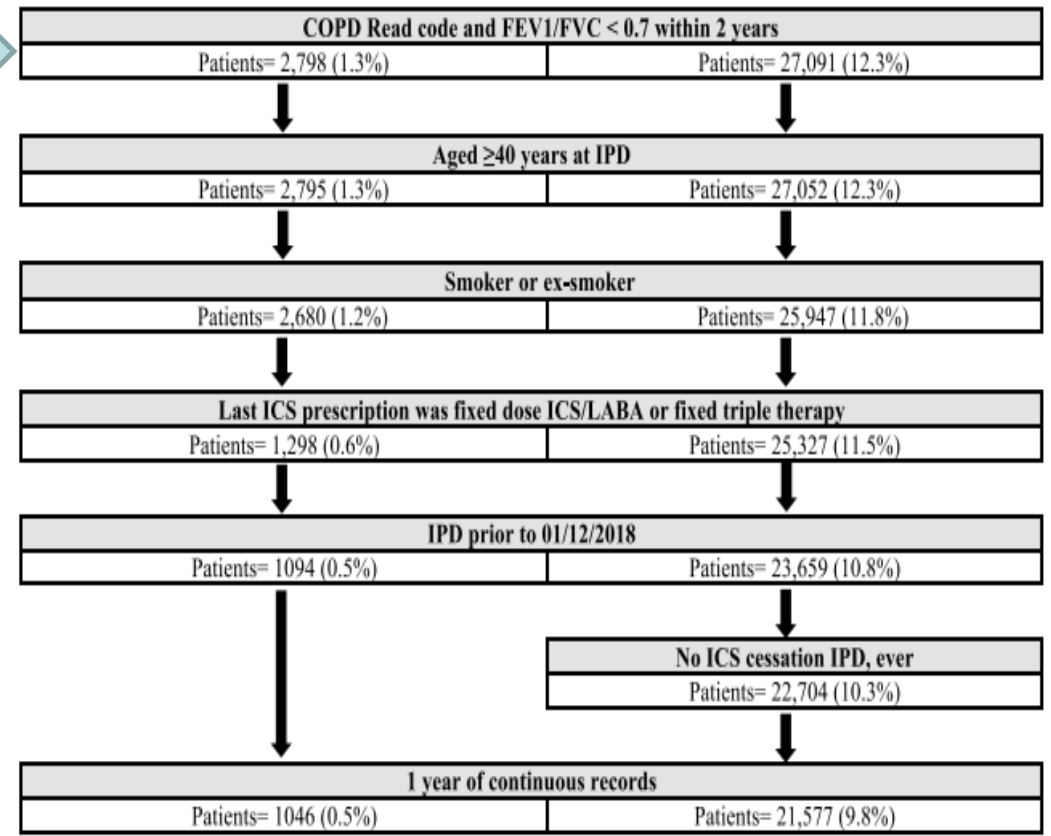 COPD Read code and FEV1/FVC < 0.7 within 2 years
Patients= 2,798 (1.3%) Patients= 27,091 (12.3%)
Aged ≥40 years at IPD
Patients= 2,795 (1.3%) Patients= 27,052 (12.3%)
Smoker or ex-smoker
Patients= 2,680 (1.2%) Patients= 25,947 (11.8%)
Last ICS prescription was fixed dose ICS/LABA or fixed triple therapy
Patients= 1,298 (0.6%) Patients= 25,327 (11.5%)
IPD prior to 01/12/2018
Patients= 1094 (0.5%) Patients= 23,659 (10.8%)
No ICS cessation IPD, ever
Patients= 22,704 (10.3%)
1 year of continuous records
Patients= 1046 (0.5%) Patients= 21,577 (9.8%)